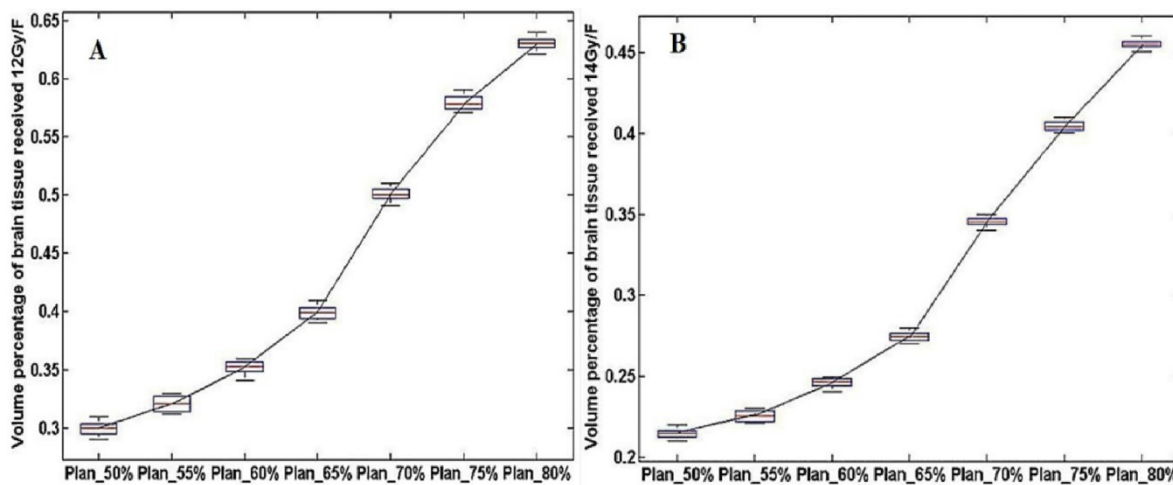 A
Volume percentage of brain tissue received 12Gy/F
0.65
0.6
0.55
0.5
0.45
0.4
0.35
0.3
Plan_50% Plan_55% Plan_60% Plan_65% Plan_70% Plan_75% Plan_80%
B
Volume percentage of brain tissue received 14Gy/F
0.45
0.4
0.35
0.3
0.25
0.2
Plan_50% Plan_55% Plan_60% Plan_65% Plan_70% Plan_75% Plan_80%